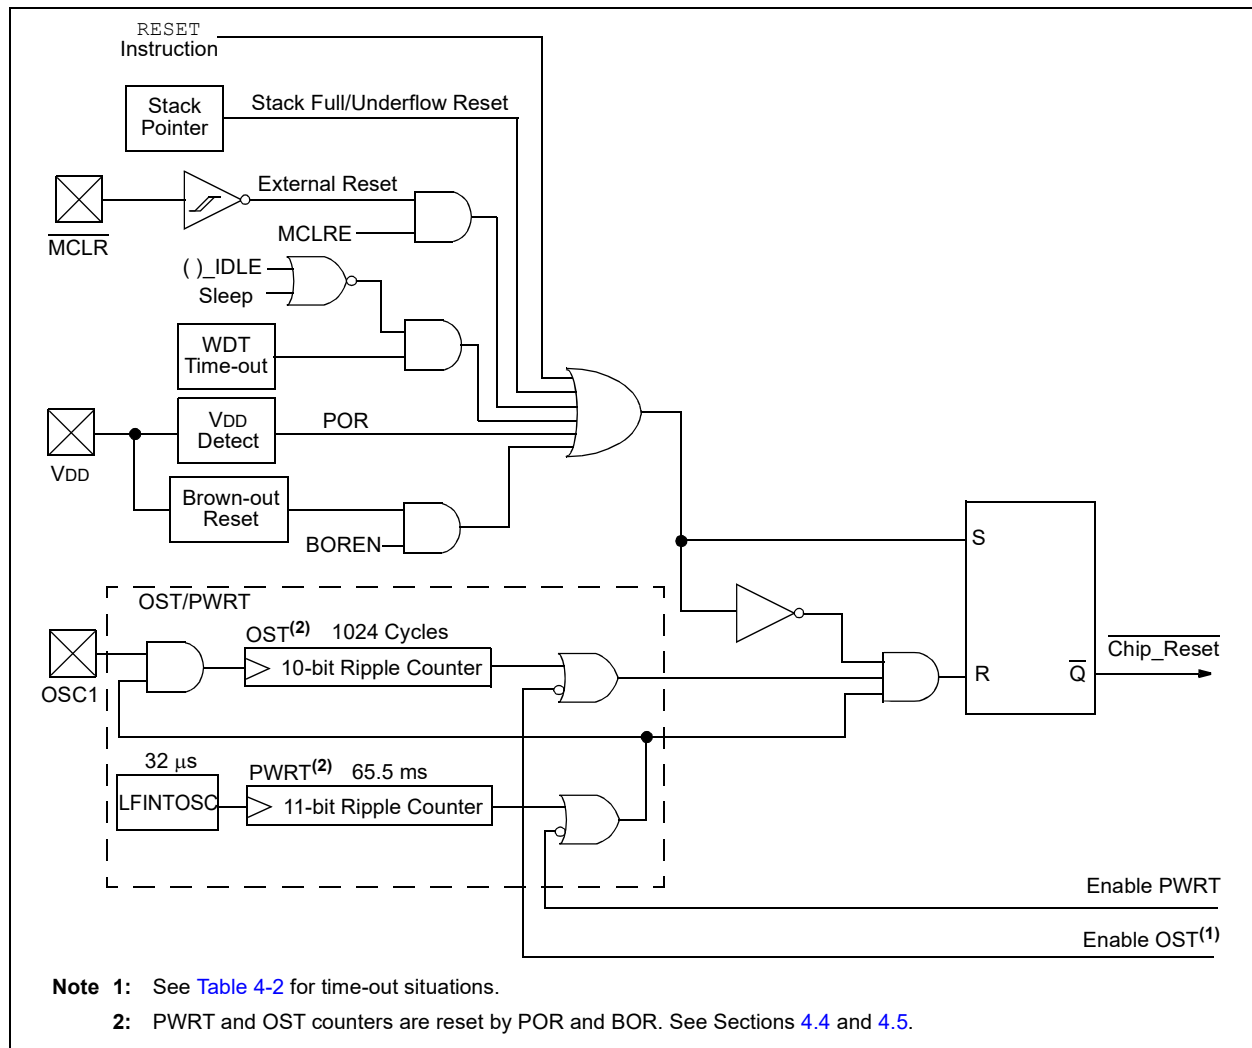 RESET
Instruction
Stack
Pointer
Stack Full/Underflow Reset
External Reset
MCLR
MCLRE
( )_IDLE
Sleep
WDT
Time-out
VDD
Detect
POR
VDD
Brown-out
Reset
BOREN
S
OST/PWRT
OST(2) 1024 Cycles
10-bit Ripple Counter
OSC1
Chip_Reset
R
Q
32 μs
LFINTOSC
PWRT(2) 65.5 ms
11-bit Ripple Counter
Enable PWRT
Enable OST(1)
Note 1: See Table 4-2 for time-out situations.
2: PWRT and OST counters are reset by POR and BOR. See Sections 4.4 and 4.5.